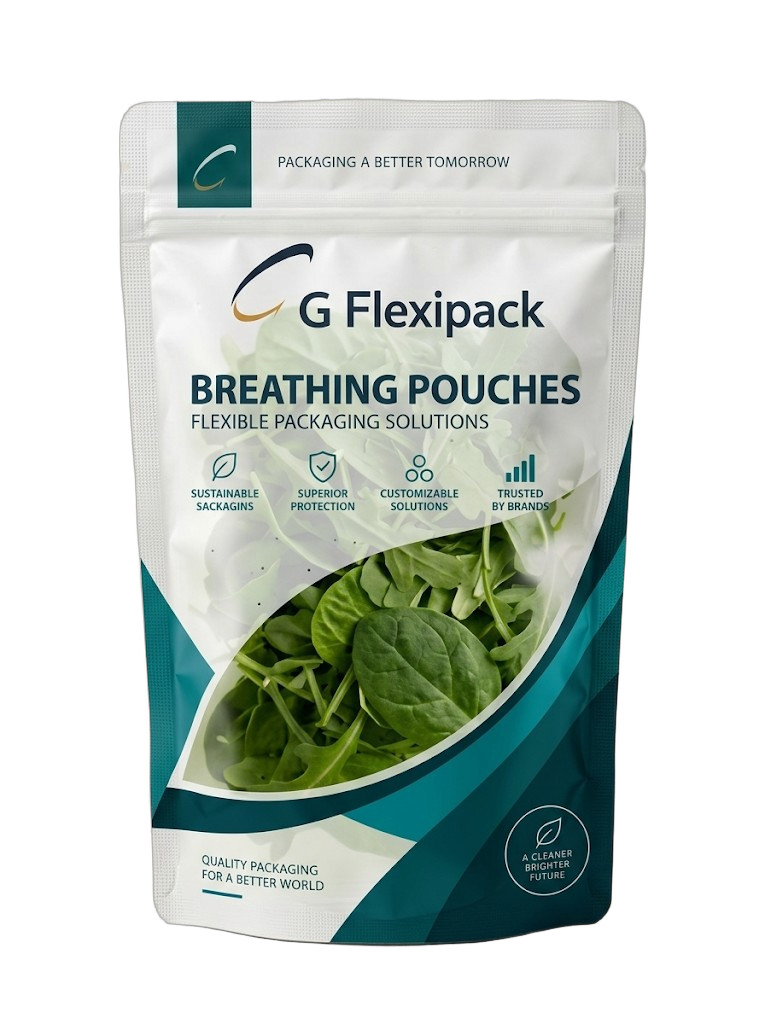 PACKAGING A BETTER TOMORROW
G Flexipack
BREATHING POUCHES
FLEXIBLE PACKAGING SOLUTIONS
SUSTAINABLE
SACKAGINS
SUPERIOR
PROTECTION
CUSTOMIZABLE
SOLUTIONS
TRUSTED
BY BRANDS
QUALITY PACKAGING
FOR A BETTER WORLD
A CLEANER
BRIGHTER
FUTURE